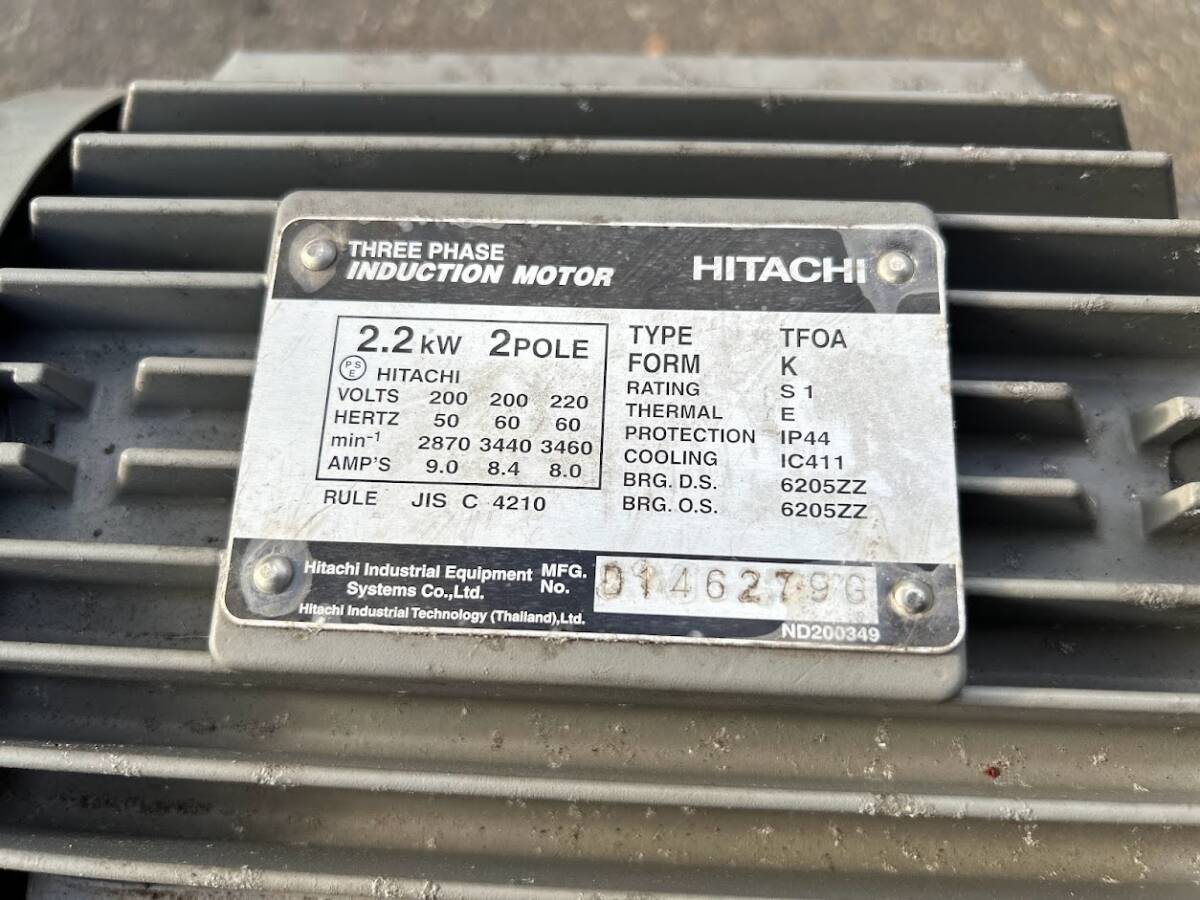 THREE PHASE
INDUCTION MOTOR
HITACHI
2.2 kW 2POLE
PS
E
HITACHI
VOLTS 200 200 220
HERTZ 50 60 60
min⁻¹ 2870 3440 3460
AMP'S 9.0 8.4 8.0
RULE JIS C 4210
TYPE TFOA
FORM K
RATING S 1
THERMAL E
PROTECTION IP44
COOLING IC411
BRG. D.S. 6205ZZ
BRG. O.S. 6205ZZ
Hitachi Industrial Equipment
Systems Co.,Ltd.
Hitachi Industrial Technology (Thailand),Ltd.
MFG.
No.
D146279G
ND200349